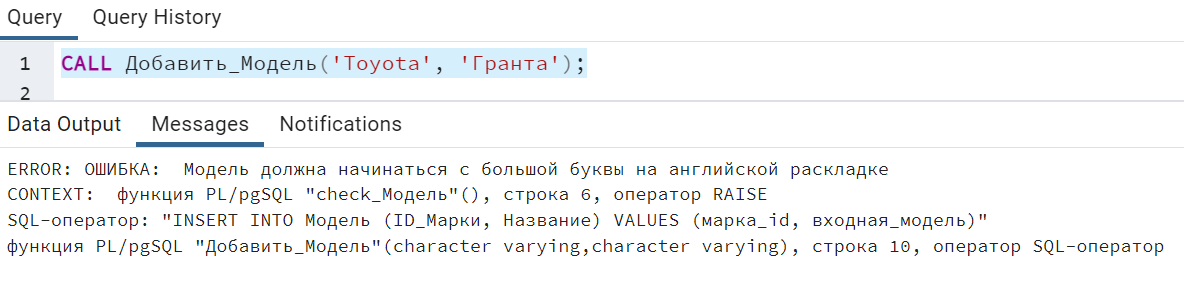 Query Query History
1 CALL Добавить_Модель('Toyota', 'Гранта');
2
Data Output Messages Notifications
ERROR: ОШИБКА:  Модель должна начинаться с большой буквы на английской раскладке
CONTEXT:  функция PL/pgSQL "check_Модель"(), строка 6, оператор RAISE
SQL-оператор: "INSERT INTO Модель (ID_Марки, Название) VALUES (марка_id, входная_модель)"
функция PL/pgSQL "Добавить_Модель"(character varying,character varying), строка 10, оператор SQL-оператор